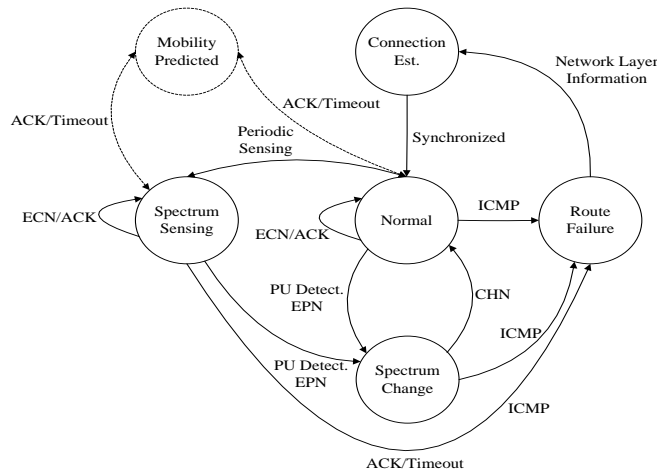 Mobility
Predicted
Connection
Est.
Network Layer
Information
ACK/Timeout
ACK/Timeout
Periodic
Sensing
Synchronized
ECN/ACK
Spectrum
Sensing
ECN/ACK
Normal
ICMP
Route
Failure
PU Detect.
EPN
CHN
PU Detect.
EPN
Spectrum
Change
ICMP
ICMP
ACK/Timeout